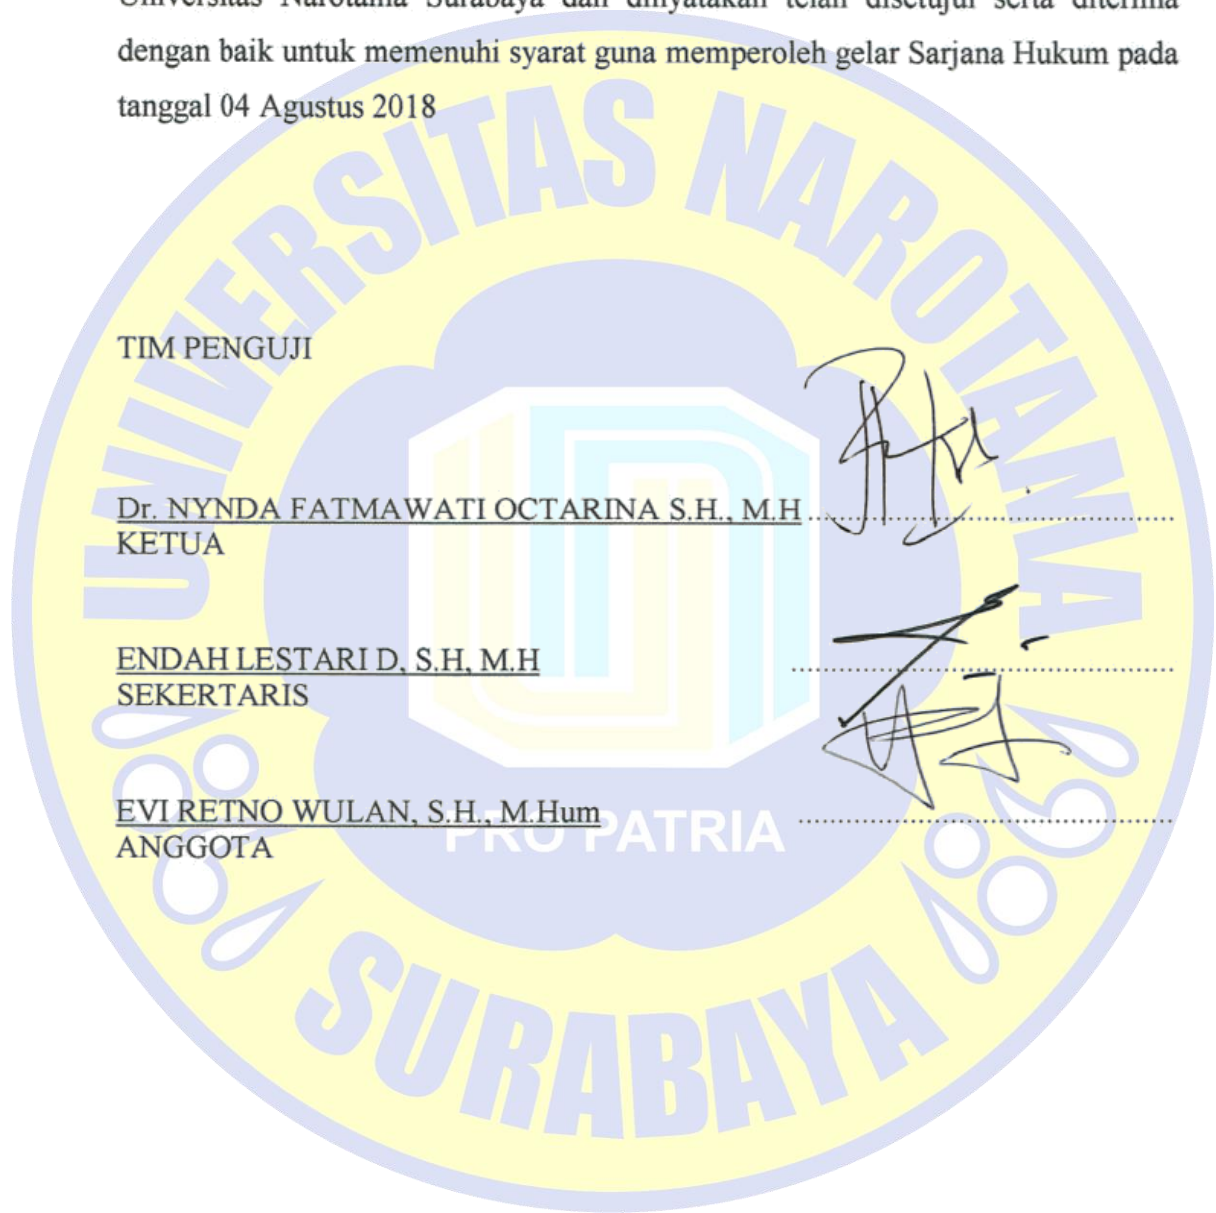 Universitas Narotama Surabaya dan dinyatakan telah disetujui serta diterima
dengan baik untuk memenuhi syarat guna memperoleh gelar Sarjana Hukum pada
tanggal 04 Agustus 2018
UNIVERSITAS NAROTAMA
TIM PENGUJI
Dr. NYNDA FATMAWATI OCTARINA S.H., M.H
KETUA
ENDAH LESTARI D, S.H, M.H
SEKERTARIS
EVI RETNO WULAN, S.H., M.Hum
ANGGOTA
PRO PATRIA
SURABAYA